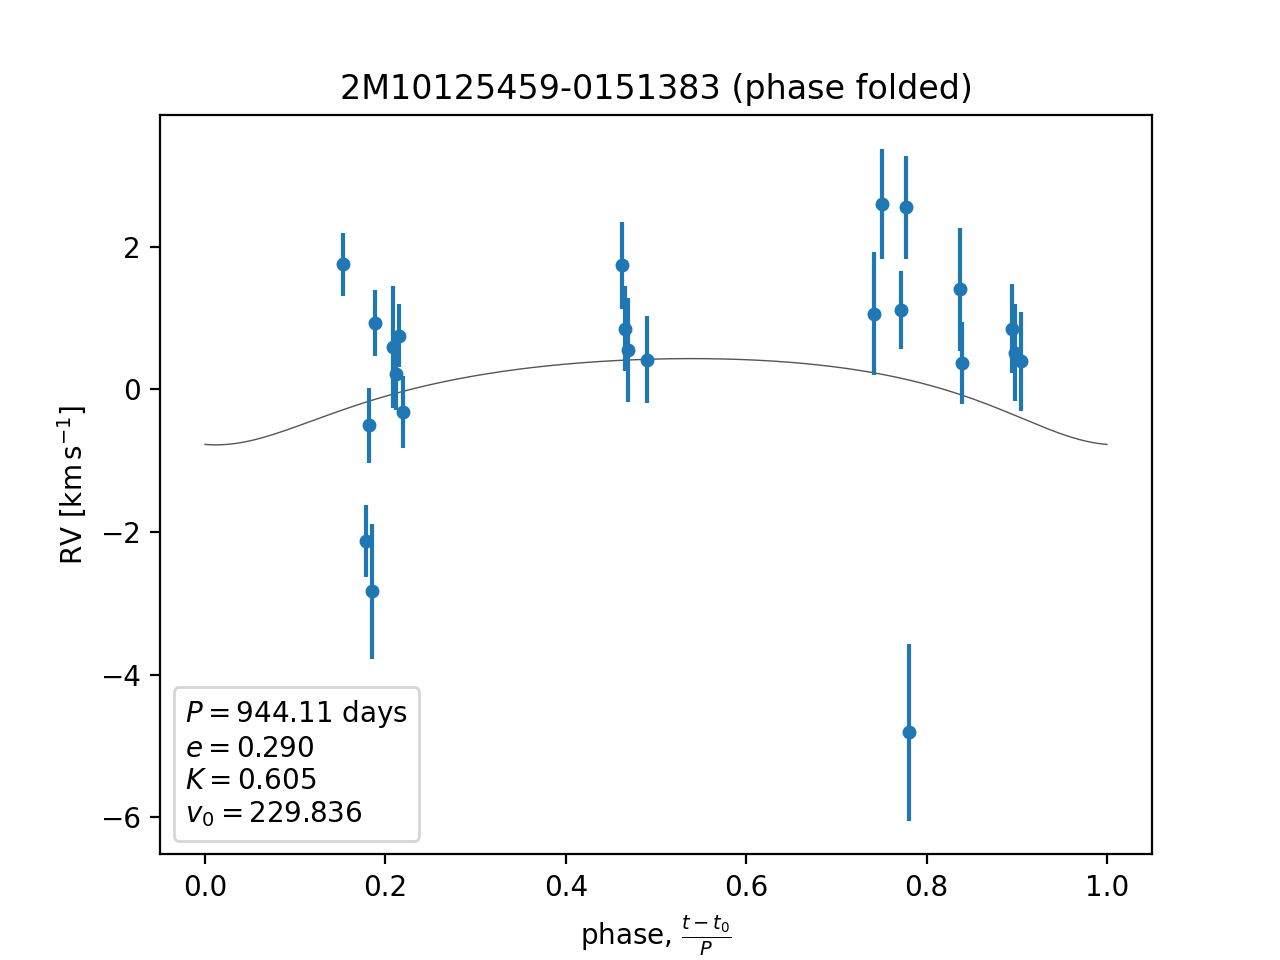 2M10125459-0151383 (phase folded)
RV [km s⁻¹]
2
0
−2
−4
−6
P = 944.11 days
e = 0.290
K = 0.605
v₀ = 229.836
0.0 0.2 0.4 0.6 0.8 1.0
phase, (t − t₀)/P